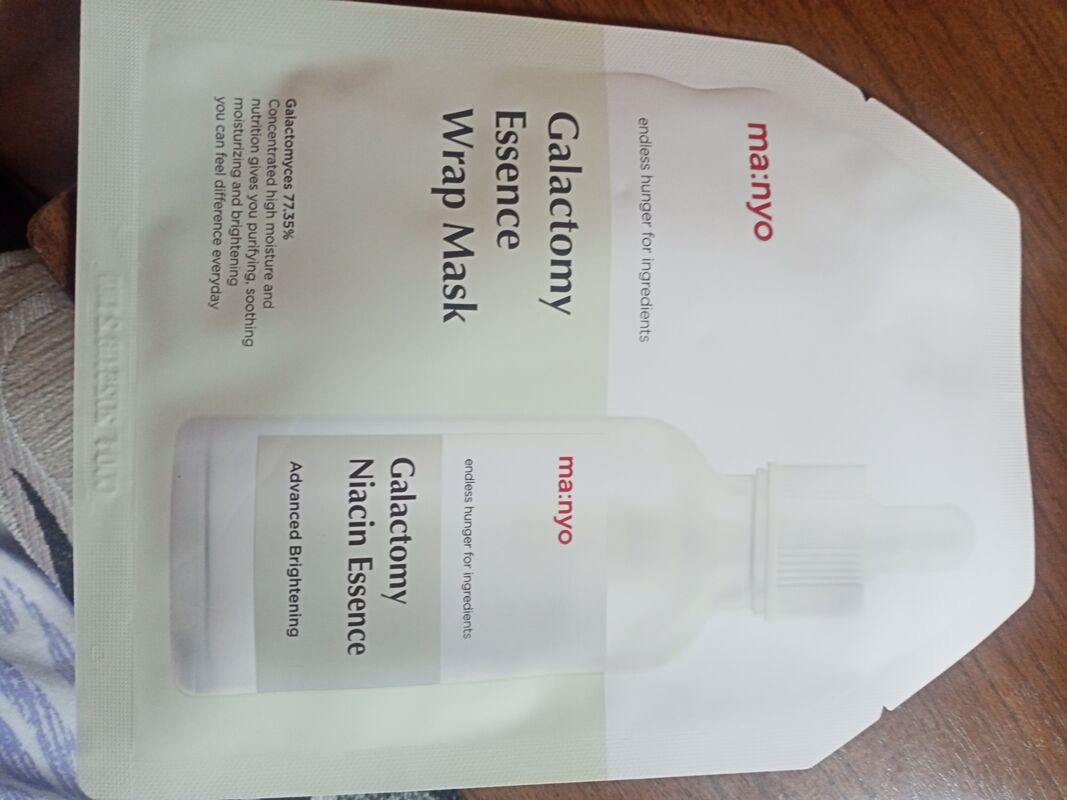 ma:nyo
endless hunger for ingredients
Galactomy
Essence
Wrap Mask
Galactomyces 77.35%
Concentrated high moisture and
nutrition gives you purifying, soothing
moisturizing and brightening
you can feel difference everyday
ma:nyo
endless hunger for ingredients
Galactomy
Niacin Essence
Advanced Brightening